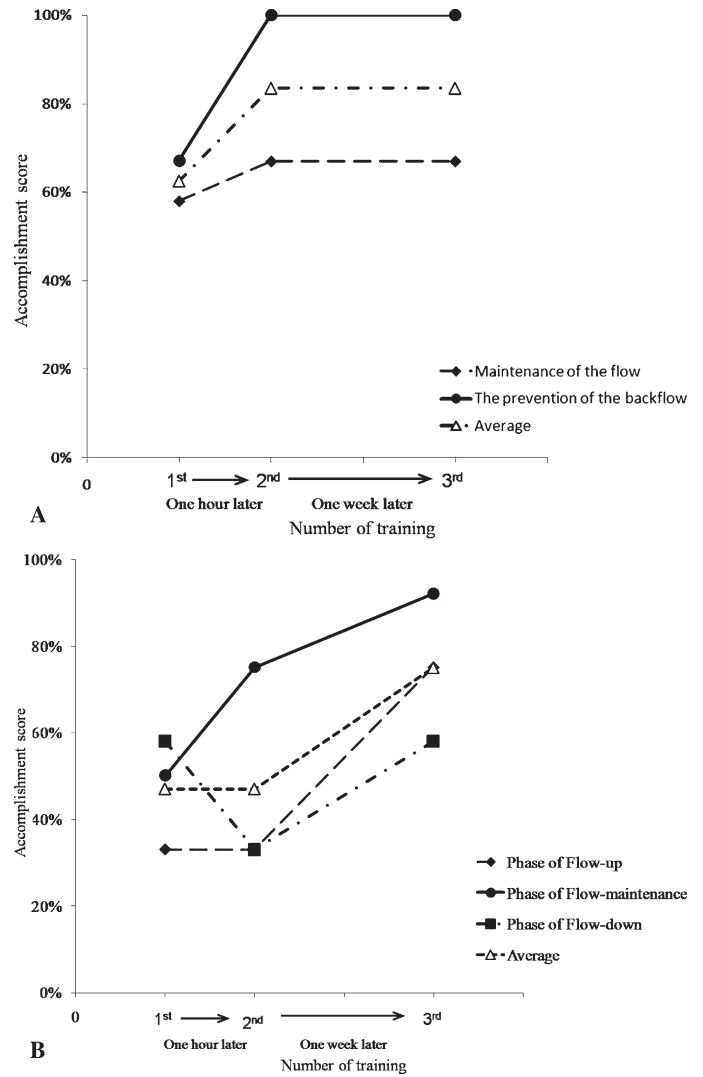 100%
80%
60%
40%
20%
0%
Accomplishment score
Maintenance of the flow
The prevention of the backflow
Average
0
1st
2nd
3rd
One hour later
One week later
Number of training
A
100%
80%
60%
40%
20%
0%
Accomplishment score
Phase of Flow-up
Phase of Flow-maintenance
Phase of Flow-down
Average
0
1st
2nd
3rd
One hour later
One week later
Number of training
B